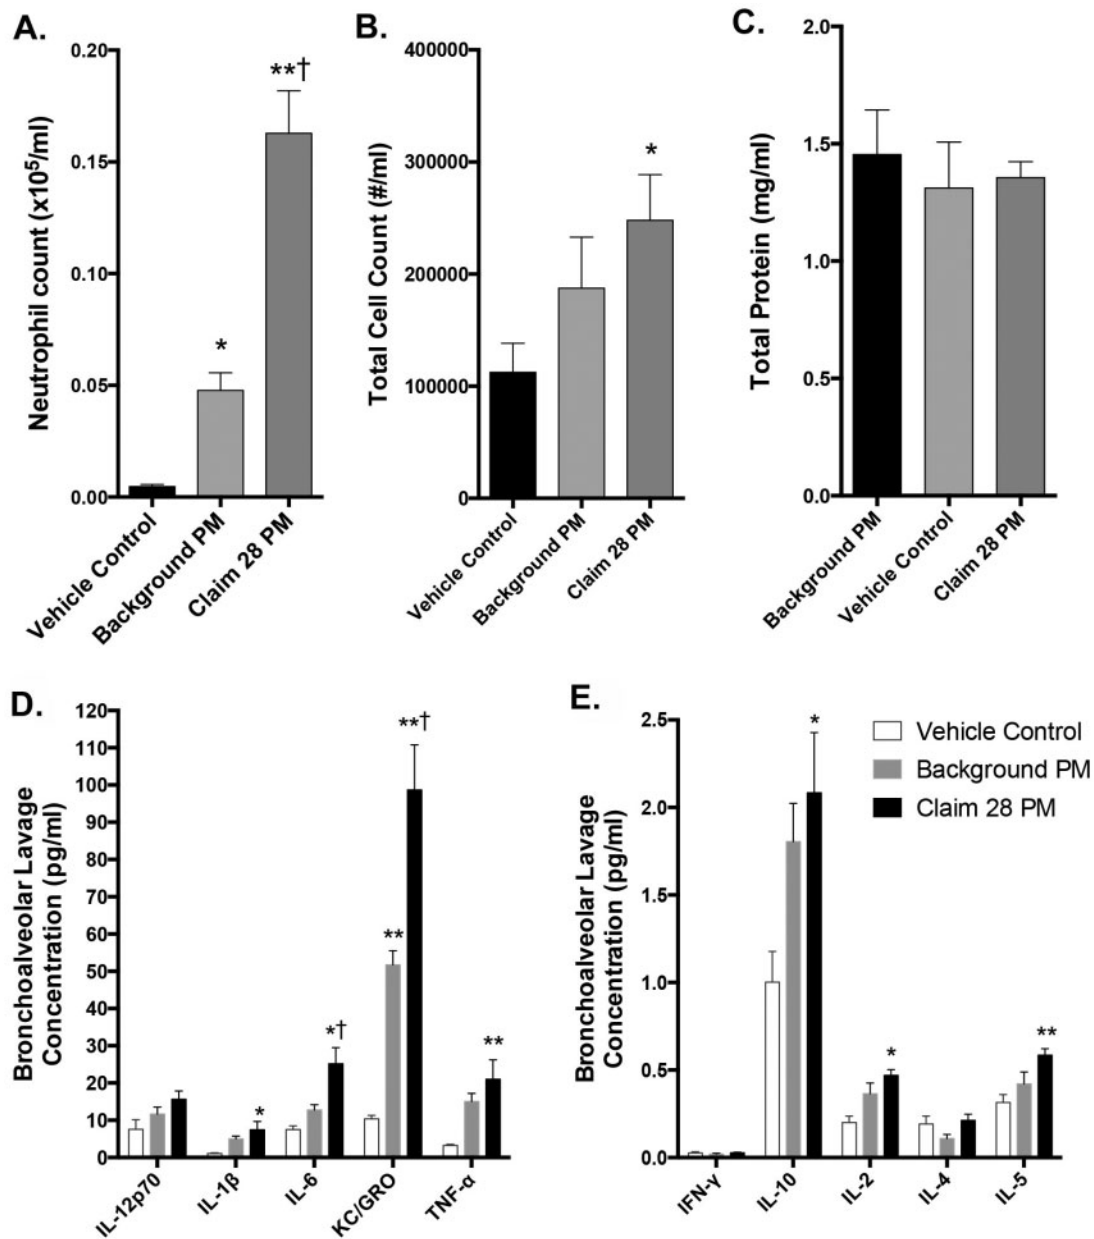 A.
Neutrophil count (x10⁵/ml)
0.20
0.15
0.10
0.05
0.00
*
**†
Vehicle Control
Background PM
Claim 28 PM
B.
Total Cell Count (#/ml)
400000
300000
200000
100000
0
*
Vehicle Control
Background PM
Claim 28 PM
C.
Total Protein (mg/ml)
2.0
1.5
1.0
0.5
0.0
Background PM
Vehicle Control
Claim 28 PM
D.
Bronchoalveolar Lavage
Concentration (pg/ml)
120
110
100
90
80
70
60
50
40
30
20
10
0
*
*†
**
**†
**
IL-12p70
IL-1β
IL-6
KC/GRO
TNF-α
E.
Bronchoalveolar Lavage
Concentration (pg/ml)
2.5
2.0
1.5
1.0
0.5
0.0
*
*
**
IFN-γ
IL-10
IL-2
IL-4
IL-5
Vehicle Control
Background PM
Claim 28 PM